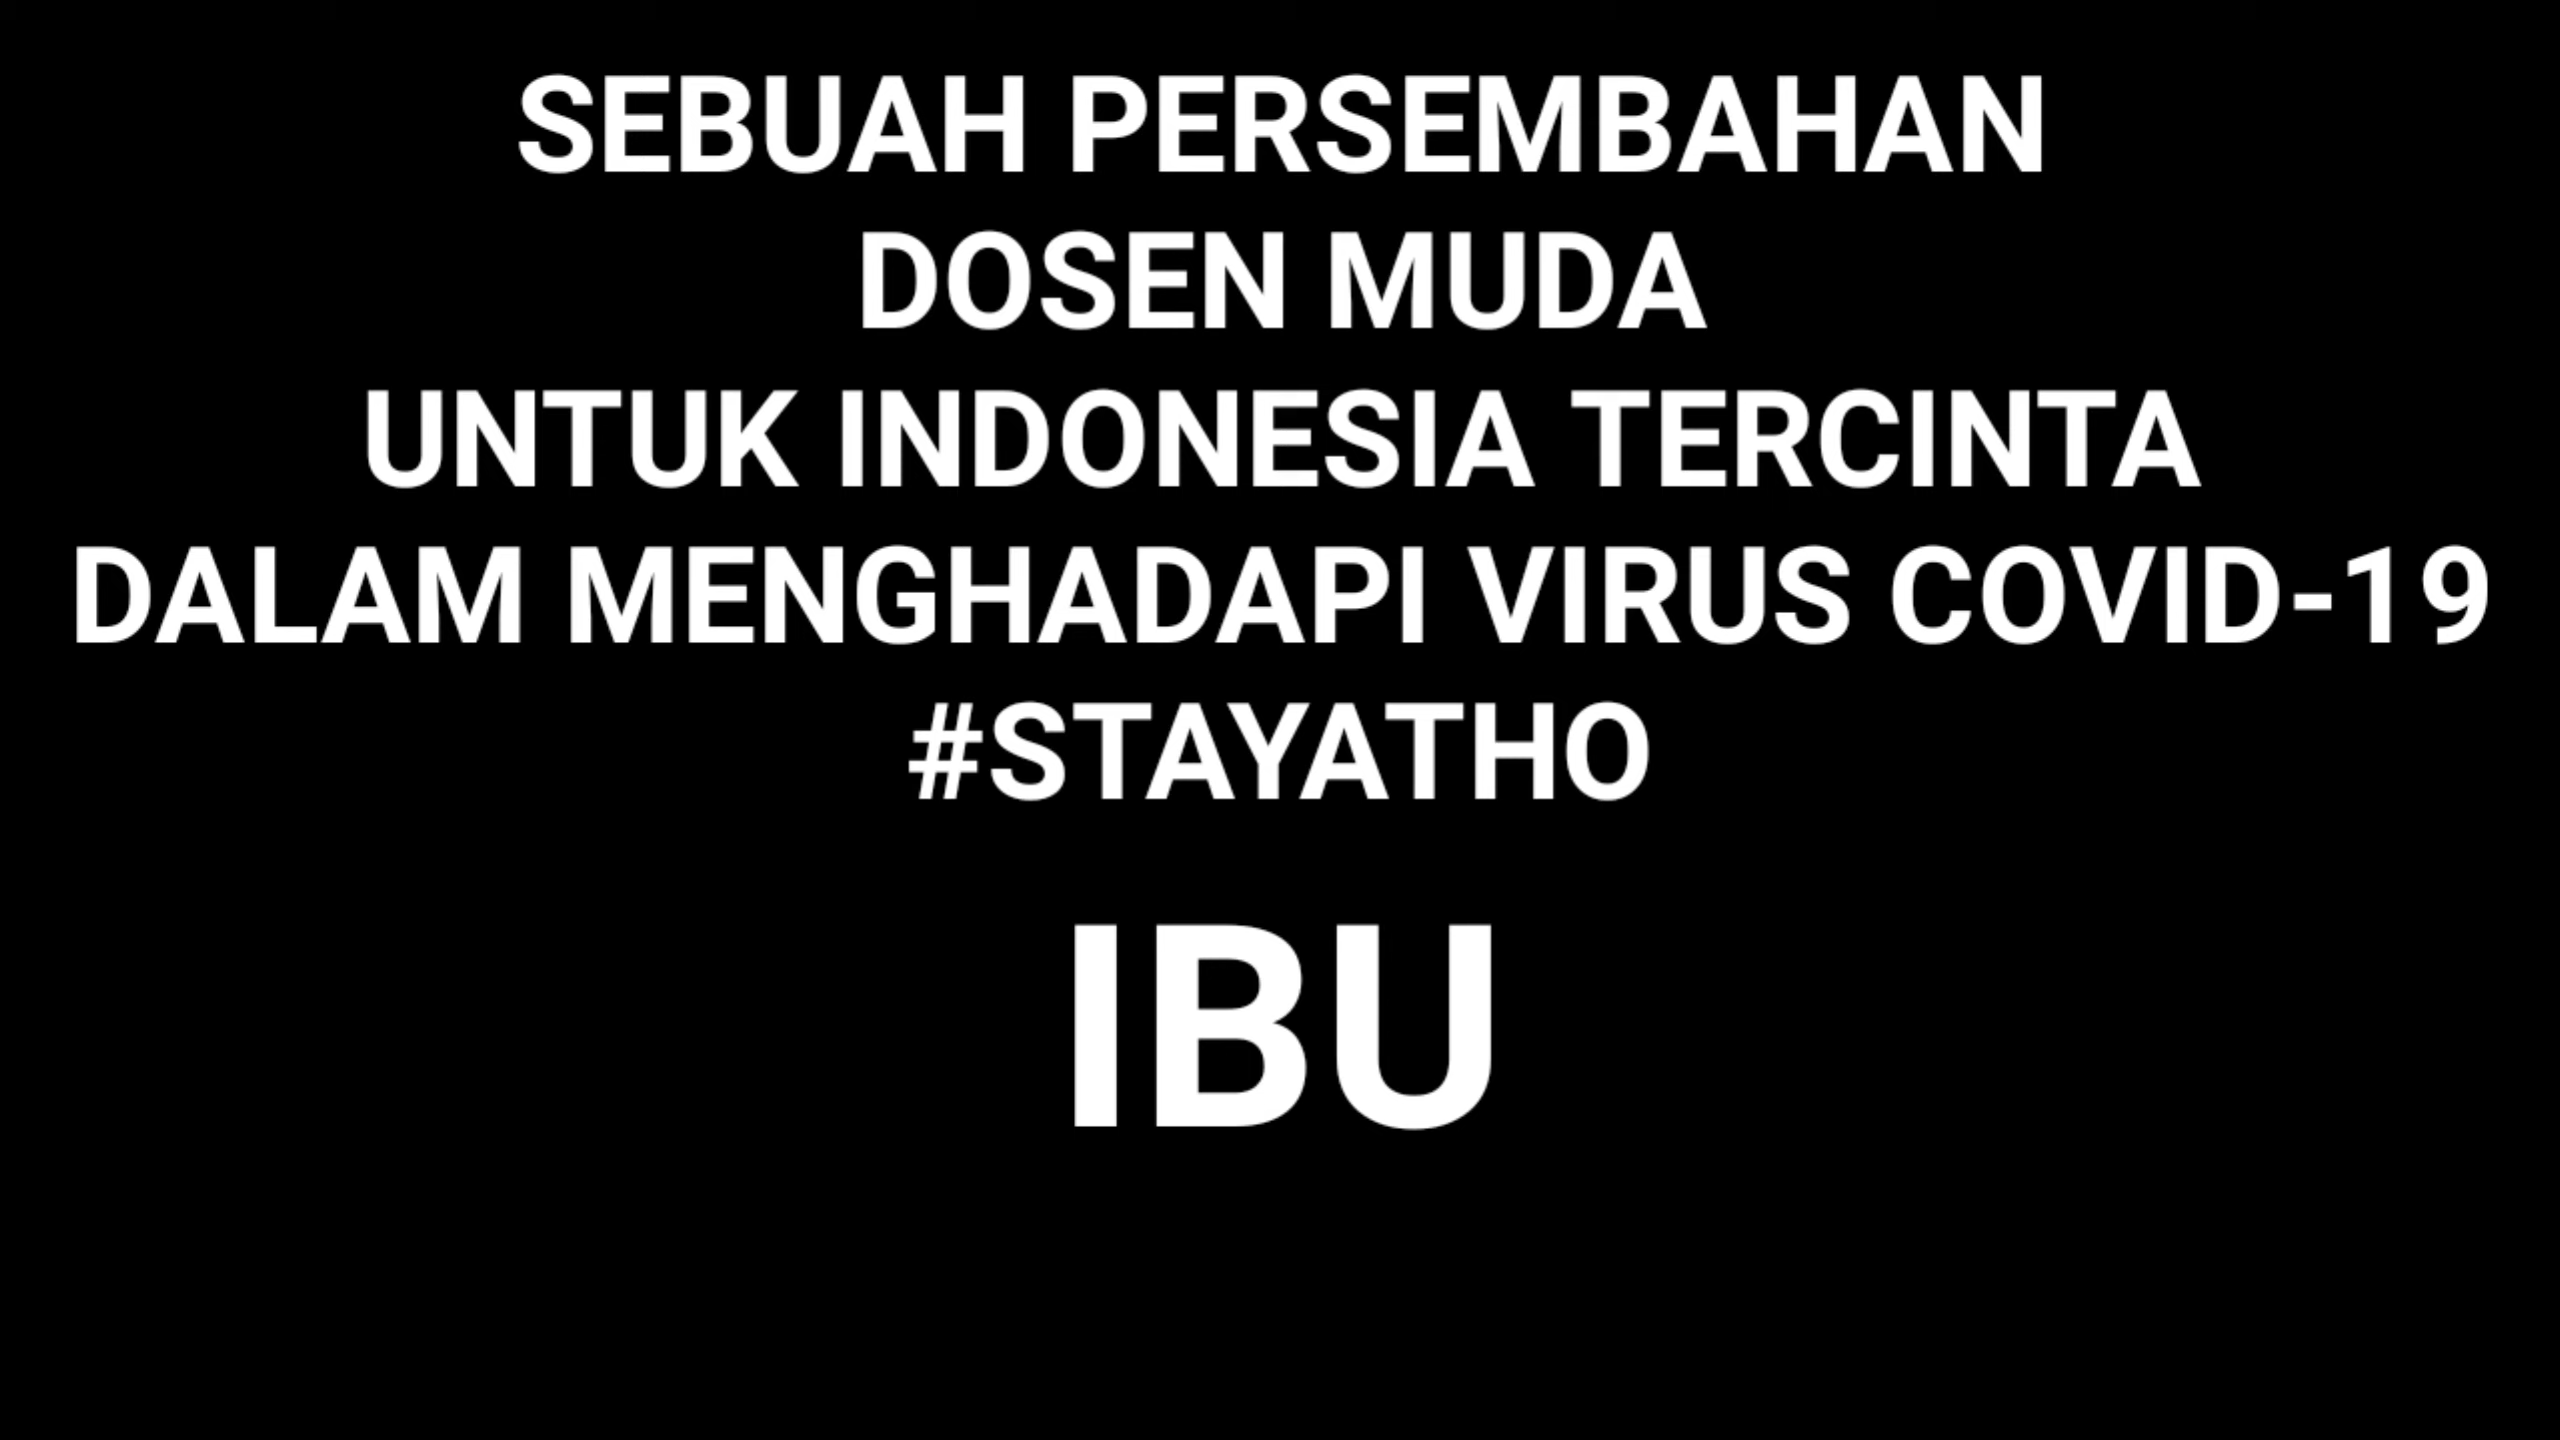 SEBUAH PERSEMBAHAN
DOSEN MUDA
UNTUK INDONESIA TERCINTA
DALAM MENGHADAPI VIRUS COVID-19
#STAYATHO
IBU